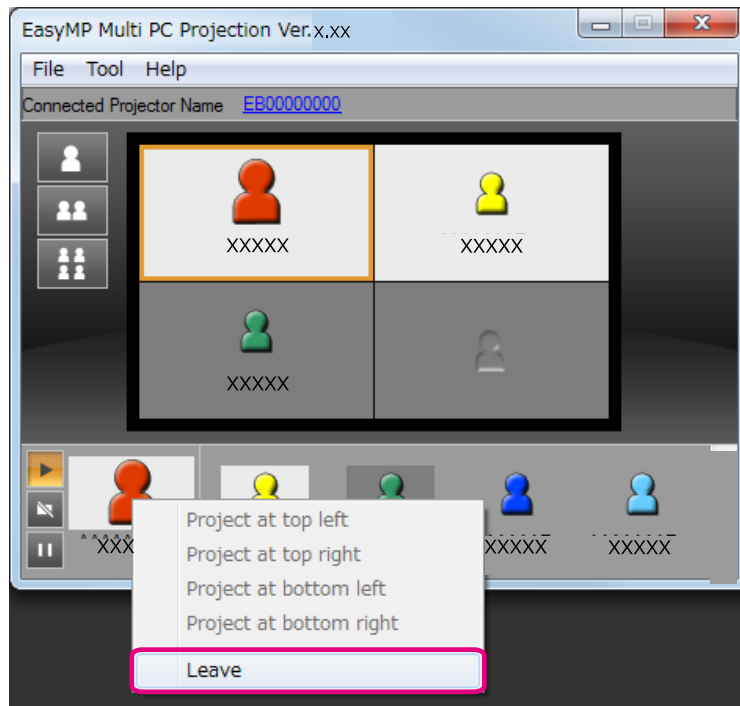 EasyMP Multi PC Projection Ver.x.xx
File Tool Help
Connected Projector Name EB00000000
XXXXX XXXXX
XXXXX
XXX XXXXX XXXXX
Project at top left
Project at top right
Project at bottom left
Project at bottom right
Leave